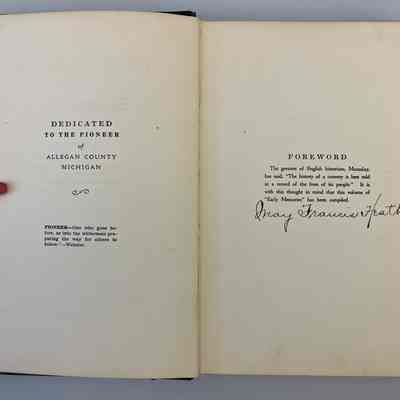 DEDICATED
TO THE PIONEER
of
ALLEGAN COUNTY
MICHIGAN
PIONEER—One who goes be-
fore, as into the wilderness pre-
paring the way for others to
follow."—Webster.
FOREWORD
The greatest of English historians, Macaulay,
has said, "The history of a country is best told
in a record of the lives of its people." It is
with this thought in mind that this volume of
"Early Memories" has been compiled.
May Francis Heath